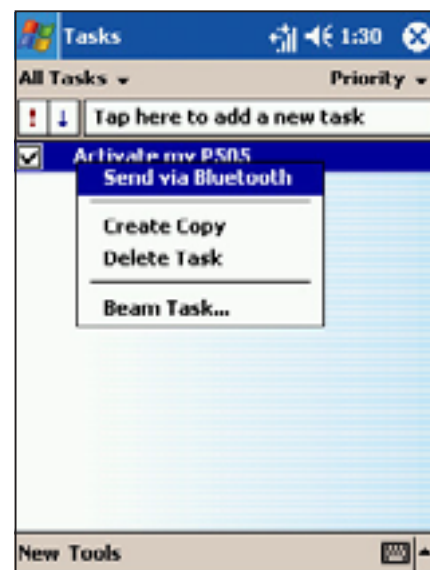 Tasks 1:30
All Tasks Priority
! ↓ Tap here to add a new task
Activate my P505
Send via Bluetooth
Create Copy
Delete Task
Beam Task...
New Tools